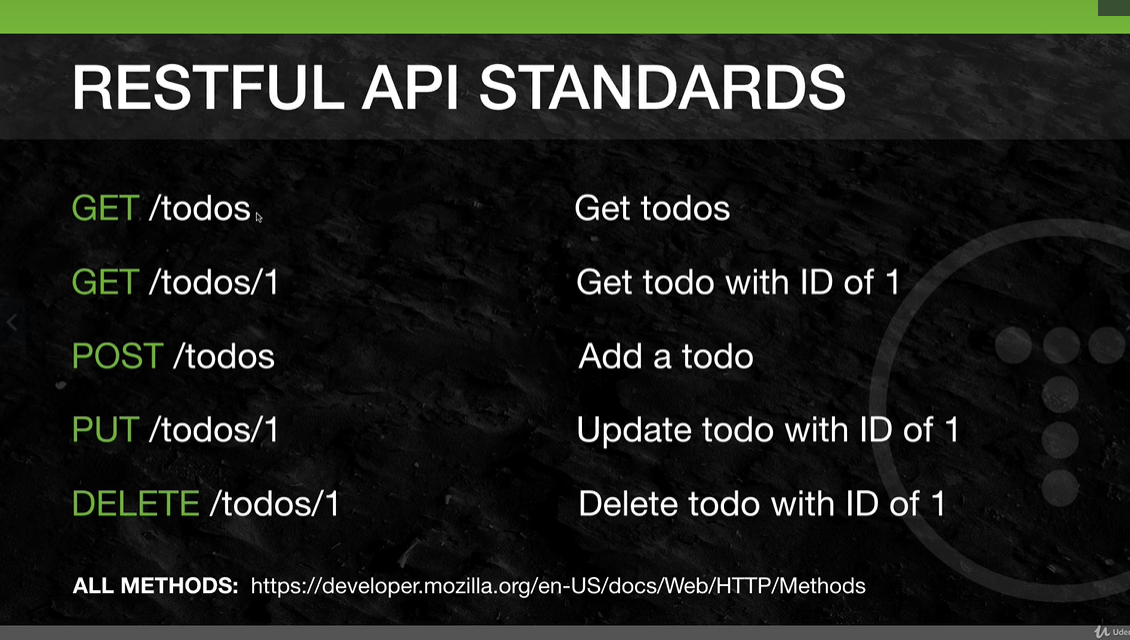 RESTFUL API STANDARDS
GET /todos Get todos
GET /todos/1 Get todo with ID of 1
POST /todos Add a todo
PUT /todos/1 Update todo with ID of 1
DELETE /todos/1 Delete todo with ID of 1
ALL METHODS: https://developer.mozilla.org/en-US/docs/Web/HTTP/Methods